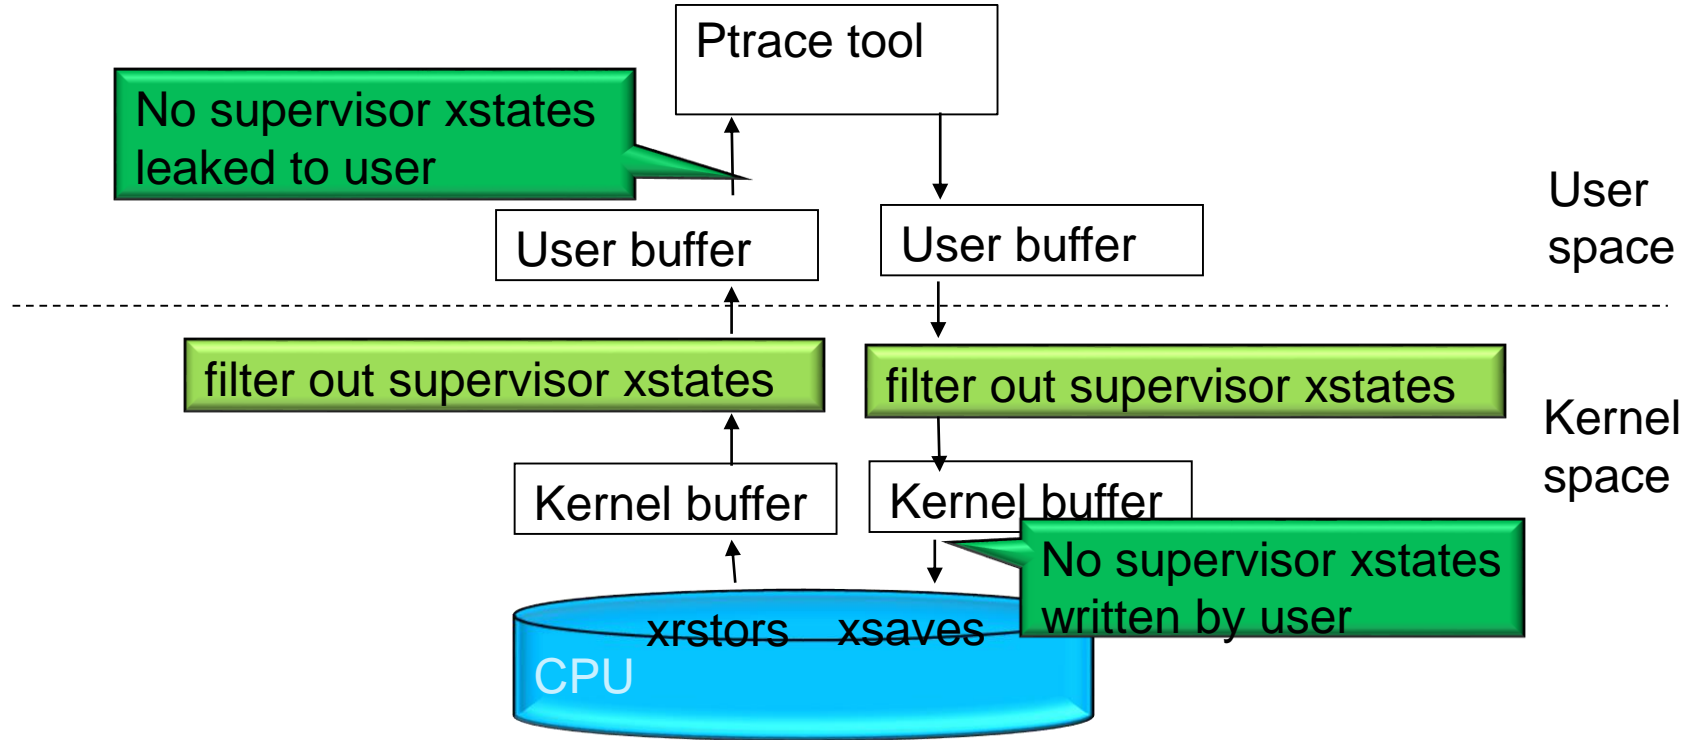 Ptrace tool
No supervisor xstates
leaked to user
User
space
User buffer
User buffer
filter out supervisor xstates
filter out supervisor xstates
Kernel
space
Kernel buffer
Kernel buffer
No supervisor xstates
written by user
xrstors
xsaves
CPU